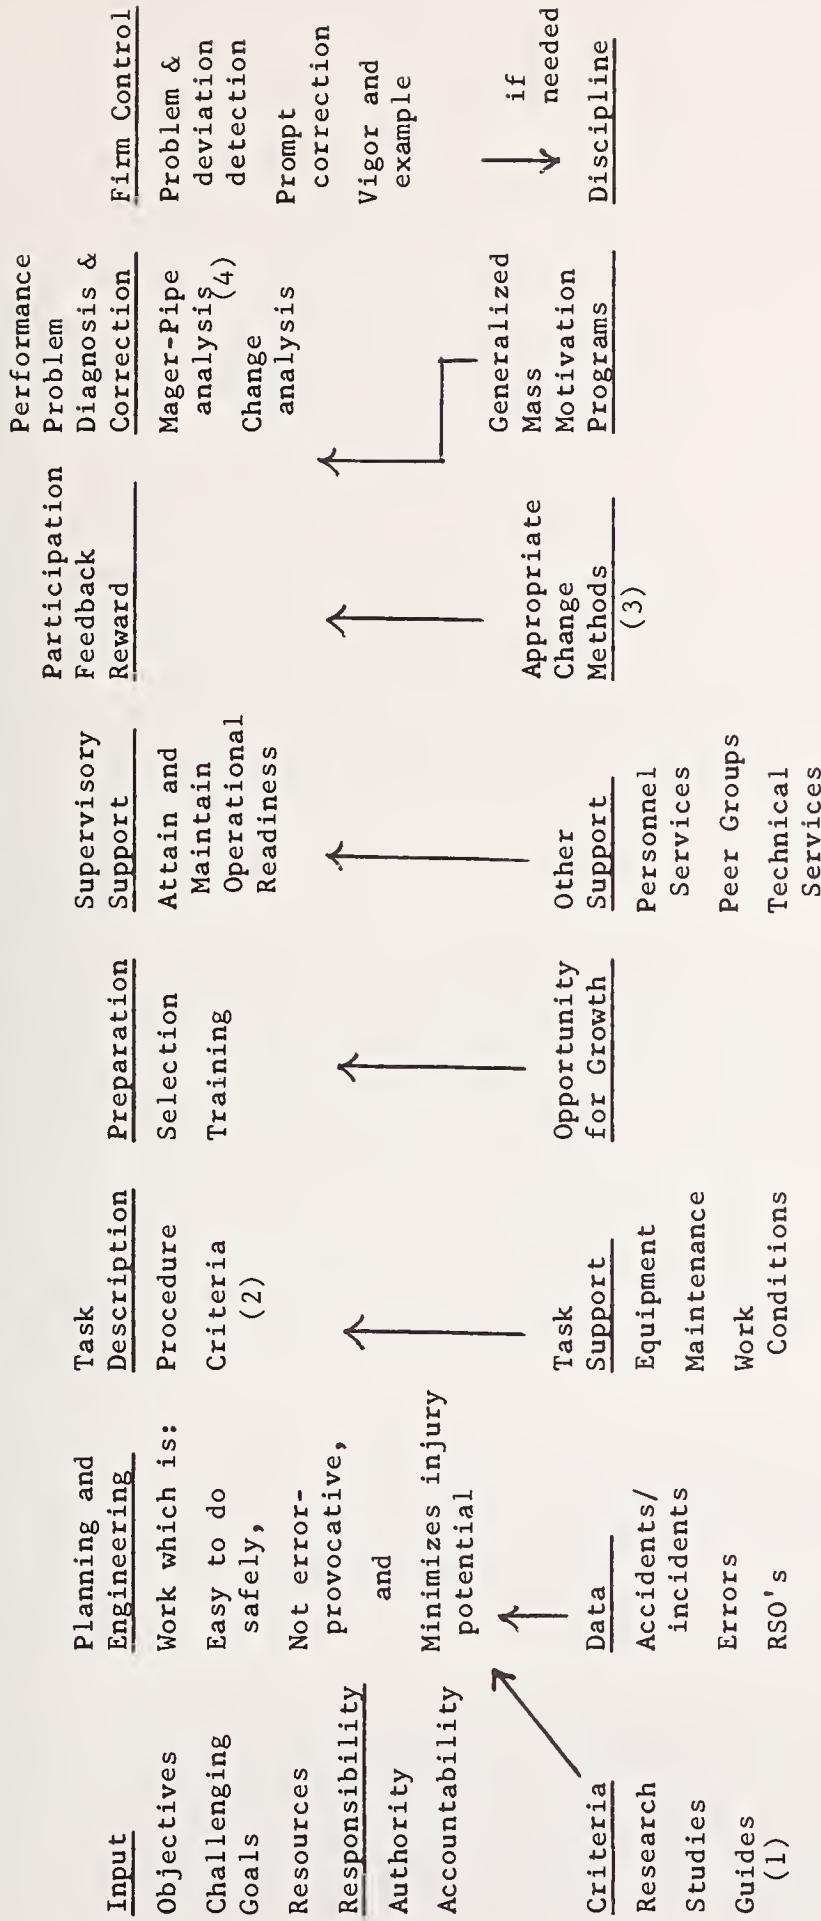 Input
Objectives
Challenging
Goals
Resources
Responsibility
Authority
Accountability
Planning and
Engineering
Work which is:
Easy to do
safely,
Not error-
provocative,
and
Minimizes injury
potential
Task
Description
Procedure
Criteria
(2)
Preparation
Selection
Training
Supervisory
Support
Attain and
Maintain
Operational
Readiness
Participation
Feedback
Reward
Performance
Problem
Diagnosis &
Correction
Mager-Pipe
analysis(4)
Change
analysis
Firm Control
Problem &
deviation
detection
Prompt
correction
Vigor and
example
Criteria
Research
Studies
Guides
(1)
Data
Accidents/
incidents
Errors
RSO's
Task
Support
Equipment
Maintenance
Work
Conditions
Opportunity
for Growth
Other
Support
Personnel
Services
Peer Groups
Technical
Services
Appropriate
Change
Methods
(3)
Generalized
Mass
Motivation
Programs
if
needed
Discipline